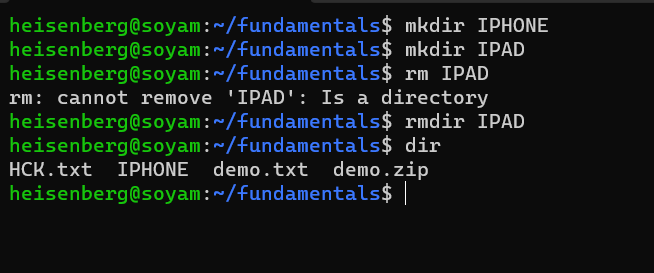 heisenberg@soyam:~/fundamentals$ mkdir IPHONE
heisenberg@soyam:~/fundamentals$ mkdir IPAD
heisenberg@soyam:~/fundamentals$ rm IPAD
rm: cannot remove 'IPAD': Is a directory
heisenberg@soyam:~/fundamentals$ rmdir IPAD
heisenberg@soyam:~/fundamentals$ dir
HCK.txt  IPHONE  demo.txt  demo.zip
heisenberg@soyam:~/fundamentals$